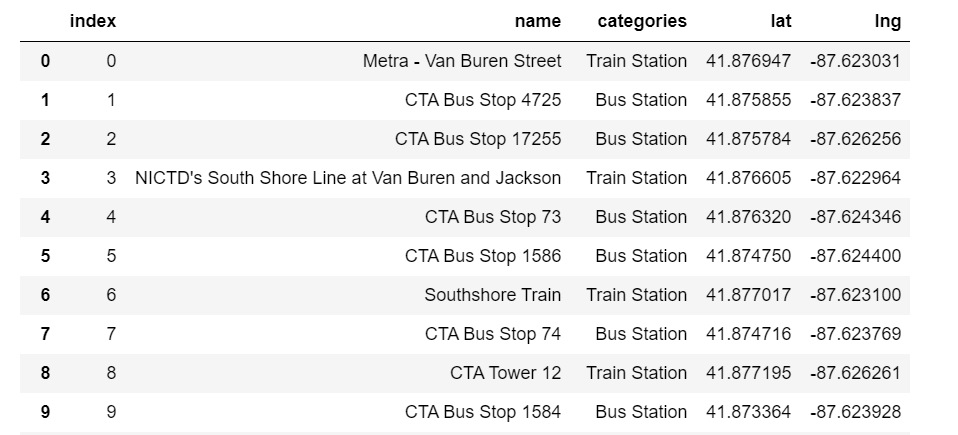 index name categories lat lng
0 0 Metra - Van Buren Street Train Station 41.876947 -87.623031
1 1 CTA Bus Stop 4725 Bus Station 41.875855 -87.623837
2 2 CTA Bus Stop 17255 Bus Station 41.875784 -87.626256
3 3 NICTD's South Shore Line at Van Buren and Jackson Train Station 41.876605 -87.622964
4 4 CTA Bus Stop 73 Bus Station 41.876320 -87.624346
5 5 CTA Bus Stop 1586 Bus Station 41.874750 -87.624400
6 6 Southshore Train Train Station 41.877017 -87.623100
7 7 CTA Bus Stop 74 Bus Station 41.874716 -87.623769
8 8 CTA Tower 12 Train Station 41.877195 -87.626261
9 9 CTA Bus Stop 1584 Bus Station 41.873364 -87.623928